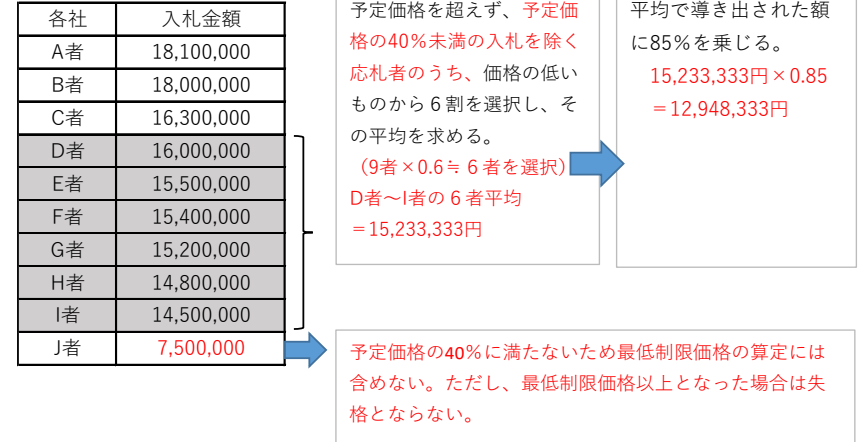 各社 入札金額
A者 18,100,000
B者 18,000,000
C者 16,300,000
D者 16,000,000
E者 15,500,000
F者 15,400,000
G者 15,200,000
H者 14,800,000
I者 14,500,000
J者 7,500,000
予定価格を超えず、予定価
格の40％未満の入札を除く
応札者のうち、価格の低い
ものから６割を選択し、そ
の平均を求める。
（9者×0.6≒６者を選択）
D者～I者の６者平均
＝15,233,333円
平均で導き出された額
に85％を乗じる。
15,233,333円×0.85
＝12,948,333円
予定価格の40％に満たないため最低制限価格の算定には
含めない。ただし、最低制限価格以上となった場合は失
格とならない。